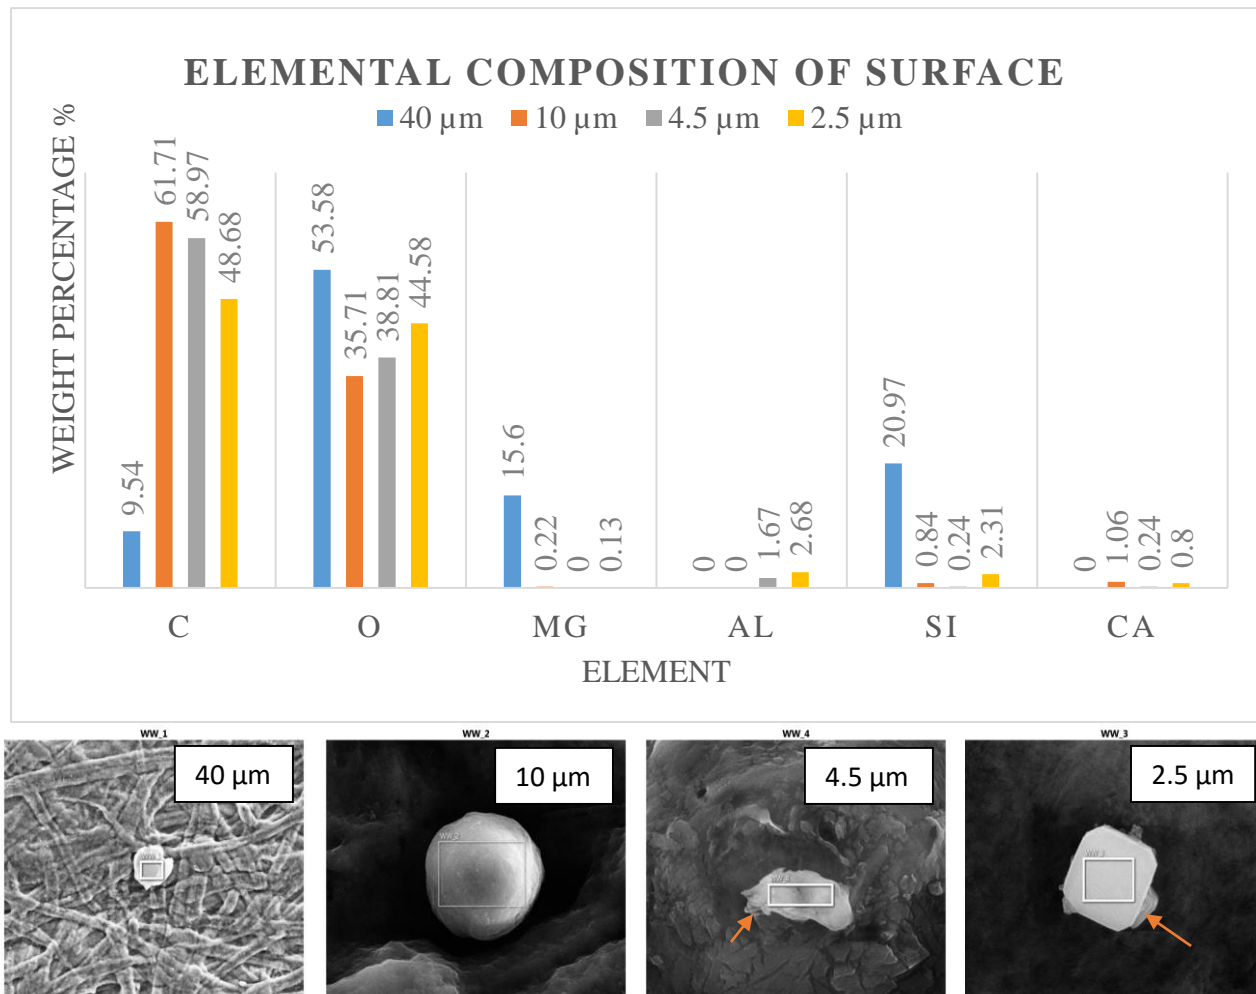 ELEMENTAL COMPOSITION OF SURFACE
40 µm 10 µm 4.5 µm 2.5 µm
WEIGHT PERCENTAGE %
9.54 61.71 58.97 48.68
53.58 35.71 38.81 44.58
15.6 0.22 0 0.13
0 0 1.67 2.68
20.97 0.84 0.24 2.31
0 1.06 0.24 0.8
C O MG AL SI CA
ELEMENT
WW_1 WW_2 WW_4 WW_3
40 µm 10 µm 4.5 µm 2.5 µm
WW_2
WW_3